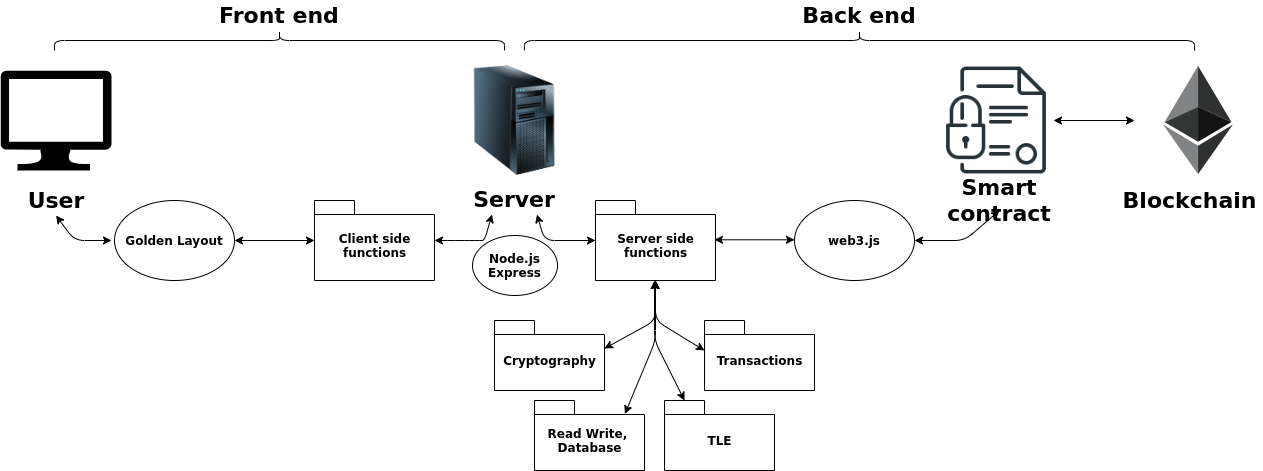 Front end
Back end
User
Server
Smart
contract
Blockchain
Golden Layout
Client side
functions
Node.js
Express
Server side
functions
web3.js
Cryptography
Transactions
Read Write,
Database
TLE